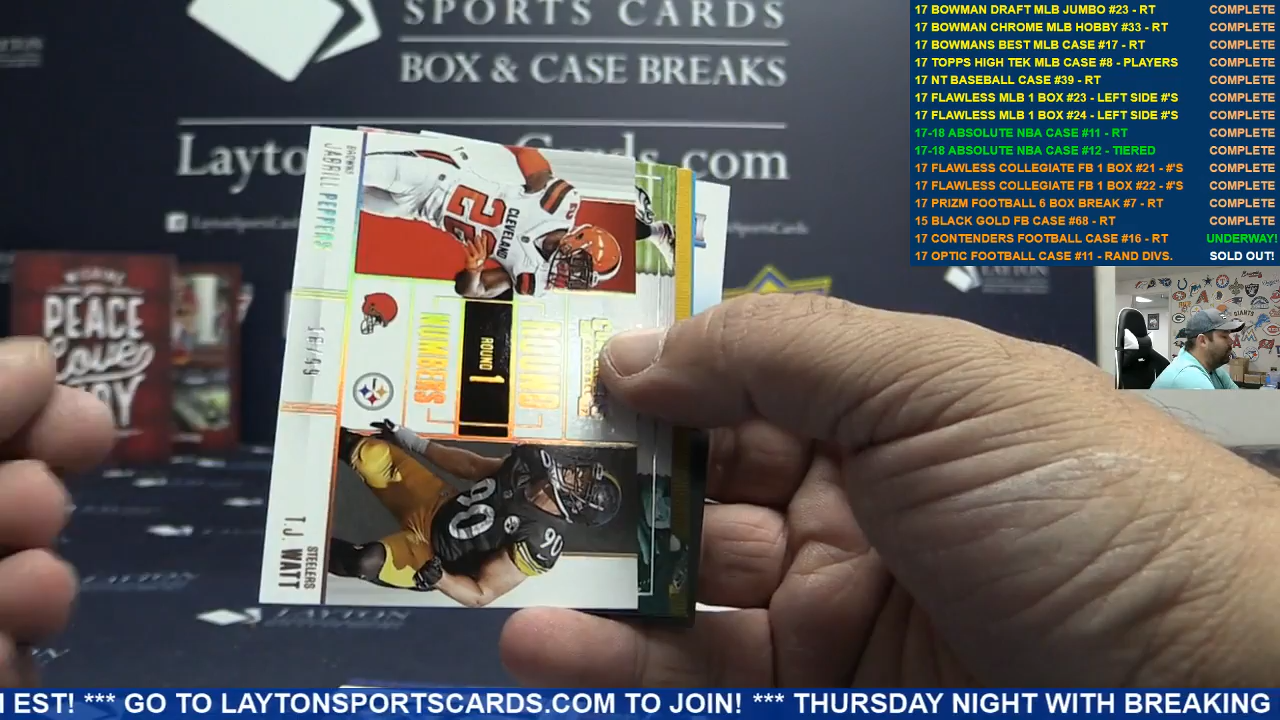 SPORTS CARDS
BOX & CASE BREAKS
Layto
Cards.com
17 BOWMAN DRAFT MLB JUMBO #23 - RT COMPLETE
17 BOWMAN CHROME MLB HOBBY #33 - RT COMPLETE
17 BOWMANS BEST MLB CASE #17 - RT COMPLETE
17 TOPPS HIGH TEK MLB CASE #8 - PLAYERS COMPLETE
17 NT BASEBALL CASE #39 - RT COMPLETE
17 FLAWLESS MLB 1 BOX #23 - LEFT SIDE #'S COMPLETE
17 FLAWLESS MLB 1 BOX #24 - LEFT SIDE #'S COMPLETE
17-18 ABSOLUTE NBA CASE #11 - RT COMPLETE
17-18 ABSOLUTE NBA CASE #12 - TIERED COMPLETE
17 FLAWLESS COLLEGIATE FB 1 BOX #21 - #'S COMPLETE
17 FLAWLESS COLLEGIATE FB 1 BOX #22 - #'S COMPLETE
17 PRIZM FOOTBALL 6 BOX BREAK #7 - RT COMPLETE
15 BLACK GOLD FB CASE #68 - RT COMPLETE
17 CONTENDERS FOOTBALL CASE #16 - RT UNDERWAY!
17 OPTIC FOOTBALL CASE #11 - RAND DIVS. SOLD OUT!
PEACE
Love
JOY
BROWNS
JABRILL PEPPERS
CLEVELAND
22
ROUND
NUMBERS
ROUND 1
90
90
STEELERS
T.J. WATT
LAYTON
EST! *** GO TO LAYTONSPORTSCARDS.COM TO JOIN! *** THURSDAY NIGHT WITH BREAKING